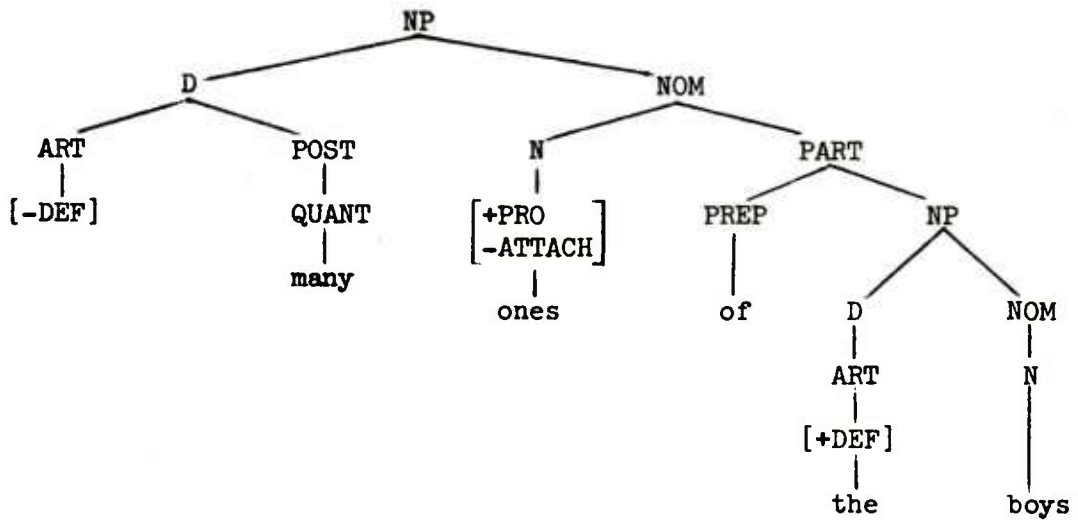 NP
D NOM
ART POST N PART
[-DEF] QUANT [+PRO PREP NP
-ATTACH]
many
ones of D NOM
ART N
[+DEF]
the boys